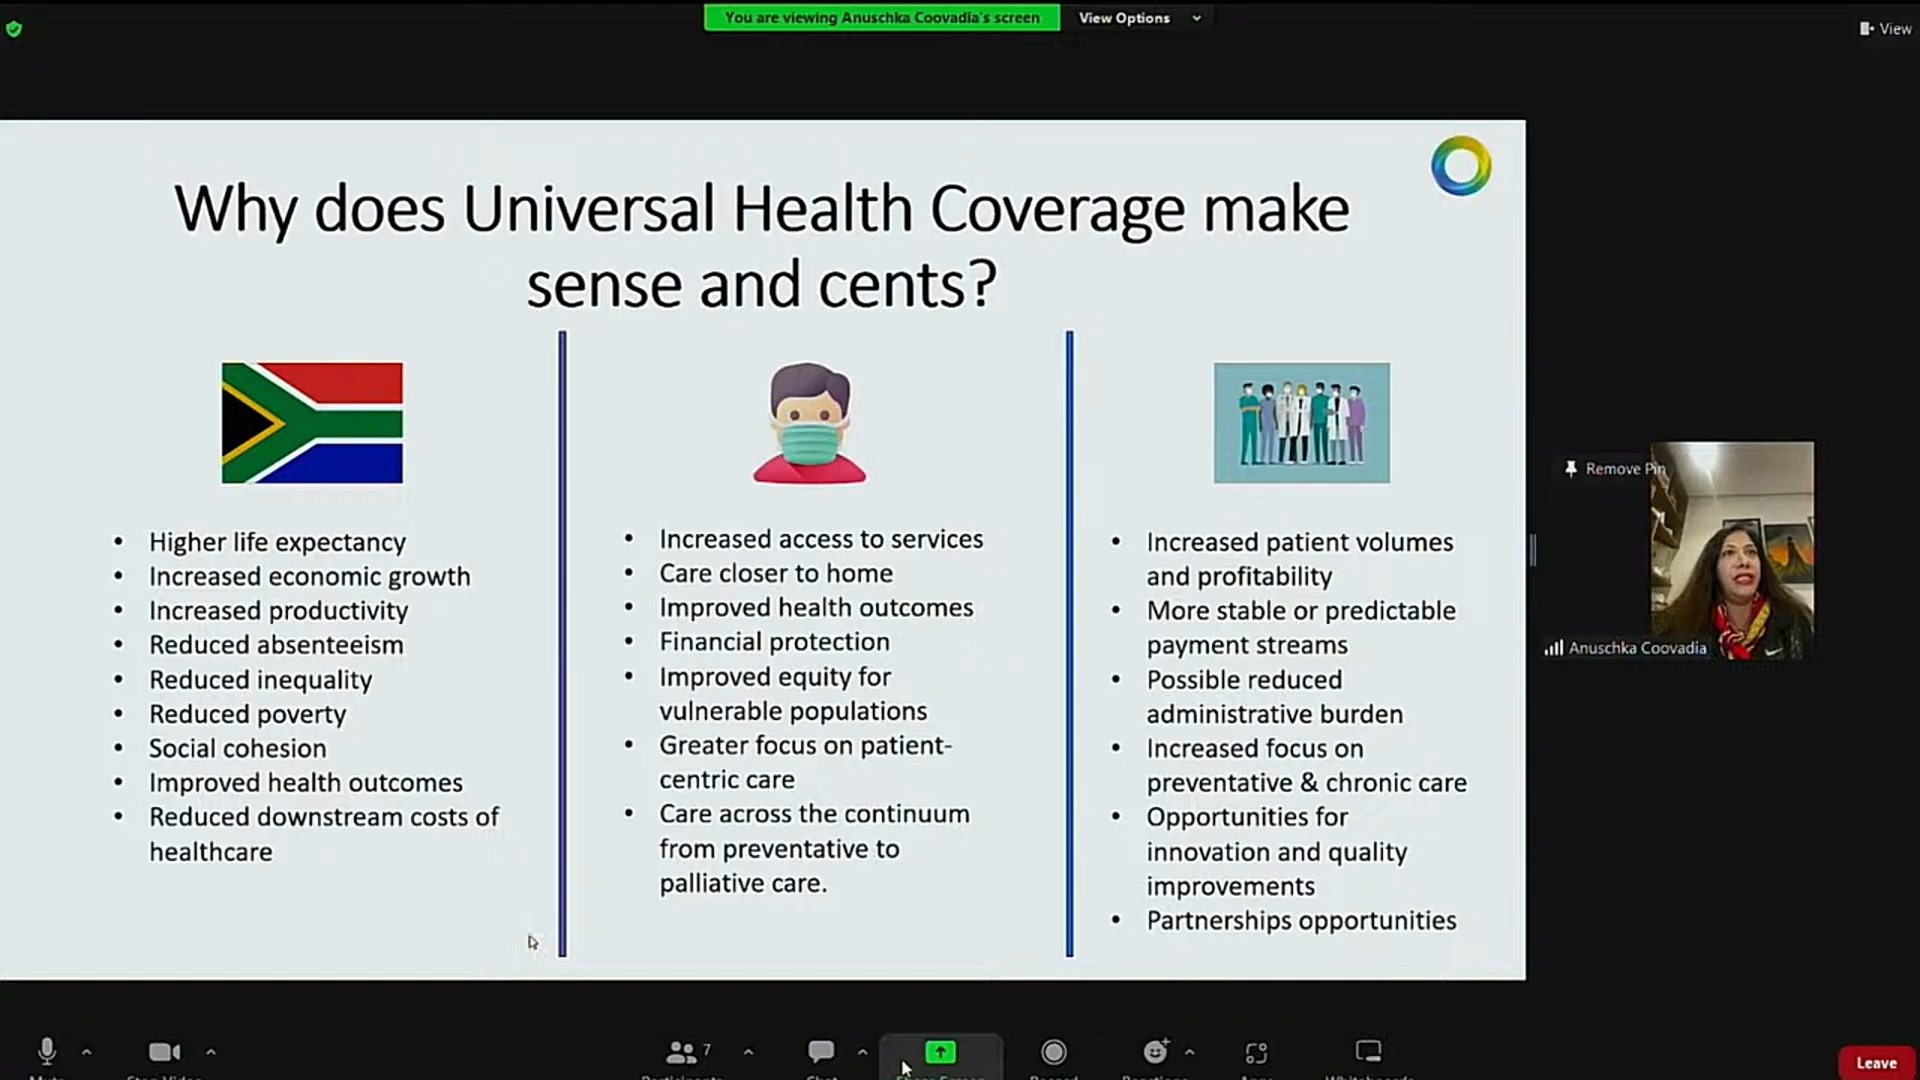 You are viewing Anuschka Coovadia's screen
View Options
View
Why does Universal Health Coverage make
sense and cents?
• Higher life expectancy
• Increased economic growth
• Increased productivity
• Reduced absenteeism
• Reduced inequality
• Reduced poverty
• Social cohesion
• Improved health outcomes
• Reduced downstream costs of
healthcare
• Increased access to services
• Care closer to home
• Improved health outcomes
• Financial protection
• Improved equity for
vulnerable populations
• Greater focus on patient-
centric care
• Care across the continuum
from preventative to
palliative care.
• Increased patient volumes
and profitability
• More stable or predictable
payment streams
• Possible reduced
administrative burden
• Increased focus on
preventative & chronic care
• Opportunities for
innovation and quality
improvements
• Partnerships opportunities
Remove Pin
Anuschka Coovadia
7
Leave